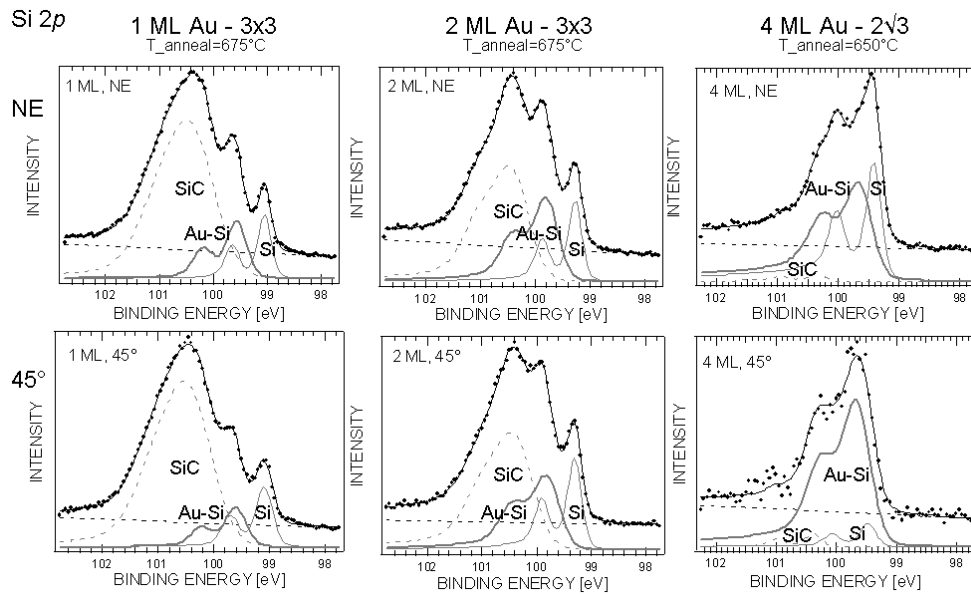 Si 2p
1 ML Au - 3x3
T_anneal=675°C
2 ML Au - 3x3
T_anneal=675°C
4 ML Au - 2√3
T_anneal=650°C
NE
1 ML, NE
INTENSITY
SiC
Au-Si
Si
102 101 100 99 98
BINDING ENERGY [eV]
2 ML, NE
INTENSITY
SiC
Au-Si
Si
102 101 100 99 98
BINDING ENERGY [eV]
4 ML, NE
INTENSITY
Au-Si
Si
SiC
102 101 100 99 98
BINDING ENERGY [eV]
45°
1 ML, 45°
INTENSITY
SiC
Au-Si
Si
102 101 100 99 98
BINDING ENERGY [eV]
2 ML, 45°
INTENSITY
SiC
Au-Si
Si
102 101 100 99 98
BINDING ENERGY [eV]
4 ML, 45°
INTENSITY
Au-Si
SiC
Si
102 101 100 99 98
BINDING ENERGY [eV]